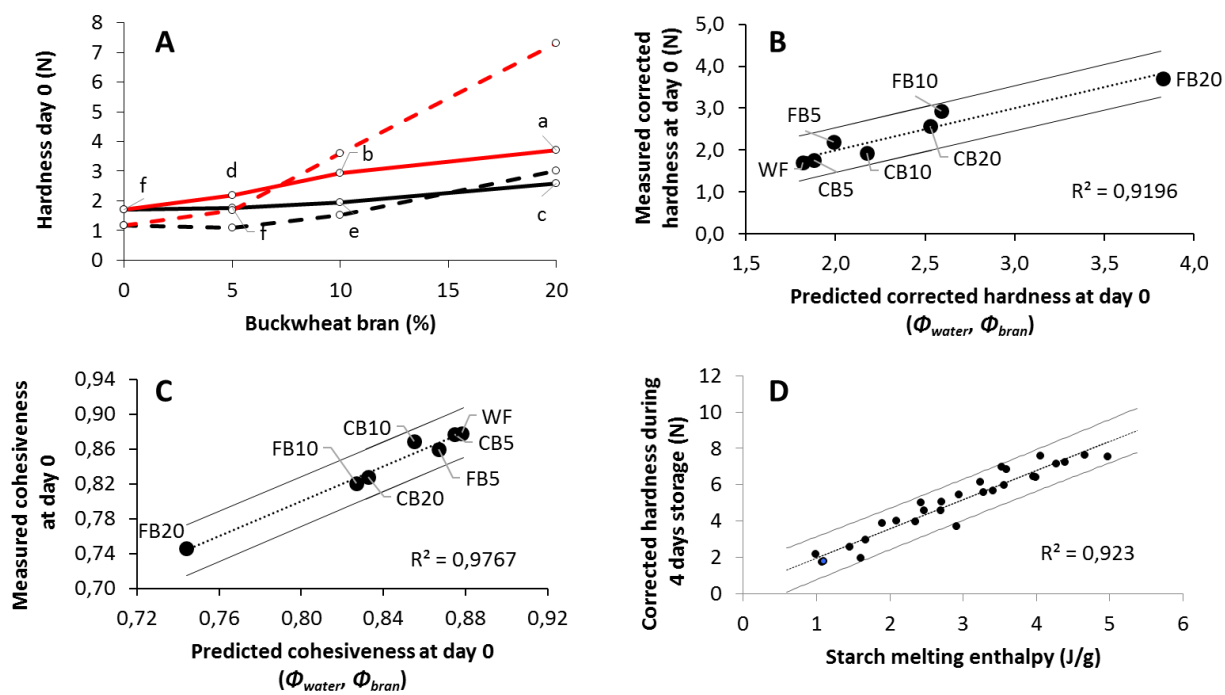 A
Hardness day 0 (N)
8
7
6
5
4
3
2
1
0
f
d
b
a
f
e
c
0
5
10
15
20
Buckwheat bran (%)
B
Measured corrected
hardness at day 0 (N)
5,0
4,0
3,0
2,0
1,0
0,0
FB20
FB10
FB5
CB20
WF
CB10
CB5
R² = 0,9196
1,5
2,0
2,5
3,0
3,5
4,0
Predicted corrected hardness at day 0
(Φwater, Φbran)
C
Measured cohesiveness
at day 0
0,94
0,90
0,86
0,82
0,78
0,74
0,70
WF
CB10
CB5
FB10
FB5
CB20
FB20
R² = 0,9767
0,72
0,76
0,80
0,84
0,88
0,92
Predicted cohesiveness at day 0
(Φwater, Φbran)
D
Corrected hardness during
4 days storage (N)
12
10
8
6
4
2
0
R² = 0,923
0
1
2
3
4
5
6
Starch melting enthalpy (J/g)